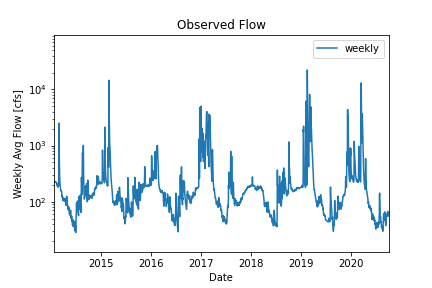 Observed Flow
weekly
Weekly Avg Flow [cfs]
10⁴
10³
10²
2015 2016 2017 2018 2019 2020
Date